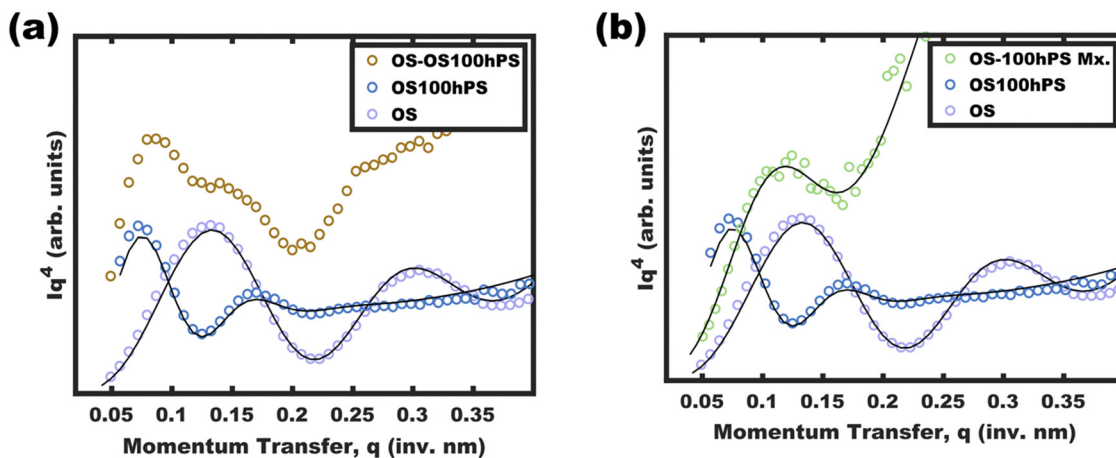 (a)
OS-OS100hPS
OS100hPS
OS
Iq⁴ (arb. units)
0.05 0.1 0.15 0.2 0.25 0.3 0.35
Momentum Transfer, q (inv. nm)
(b)
OS-100hPS Mx.
OS100hPS
OS
Iq⁴ (arb. units)
0.05 0.1 0.15 0.2 0.25 0.3 0.35
Momentum Transfer, q (inv. nm)